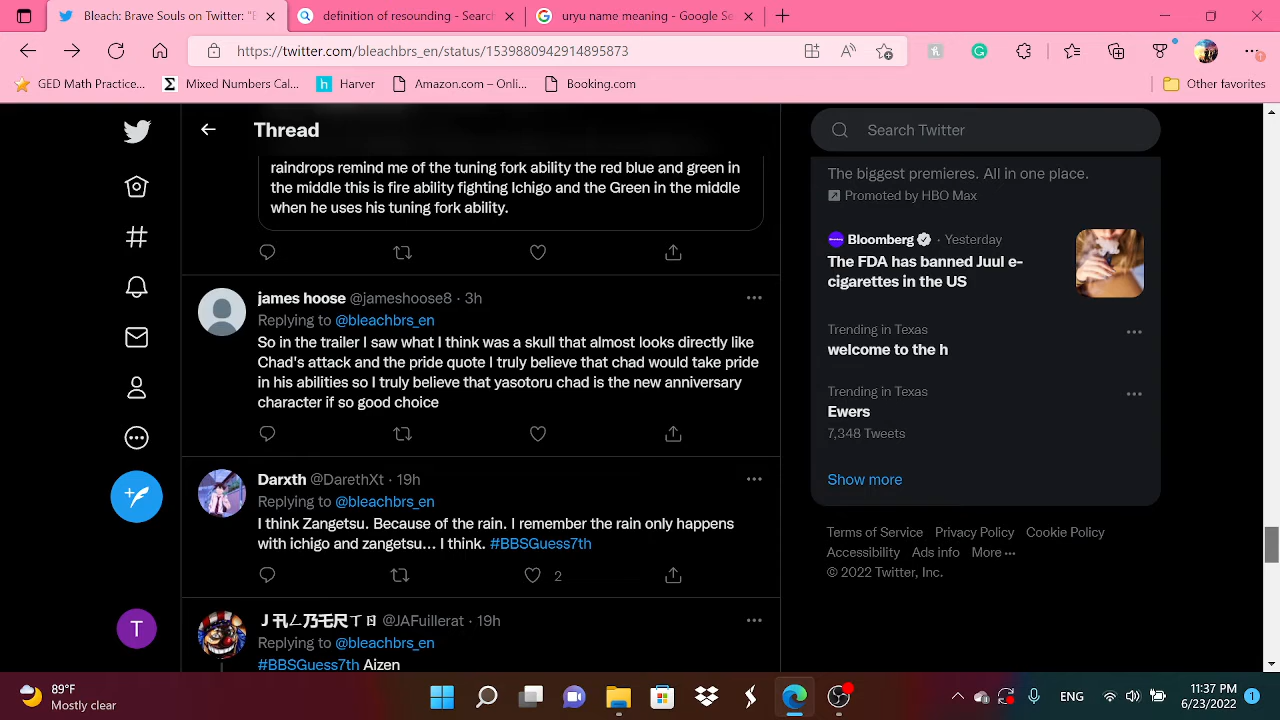 Bleach: Brave Souls on Twitter: "B
definition of resounding - Search
uryu name meaning - Google Se
https://twitter.com/bleachbrs_en/status/1539880942914895873
GED Math Practice...
Mixed Numbers Cal...
Harver
Amazon.com – Onli...
Booking.com
Other favorites
Thread
raindrops remind me of the tuning fork ability the red blue and green in
the middle this is fire ability fighting Ichigo and the Green in the middle
when he uses his tuning fork ability.
james hoose @jameshoose8 · 3h
Replying to @bleachbrs_en
So in the trailer I saw what I think was a skull that almost looks directly like
Chad's attack and the pride quote I truly believe that chad would take pride
in his abilities so I truly believe that yasotoru chad is the new anniversary
character if so good choice
Darxth @DarethXt · 19h
Replying to @bleachbrs_en
I think Zangetsu. Because of the rain. I remember the rain only happens
with ichigo and zangetsu... I think. #BBSGuess7th
2
@JAFuillerat · 19h
Replying to @bleachbrs_en
#BBSGuess7th Aizen
T
Search Twitter
The biggest premieres. All in one place.
Promoted by HBO Max
Bloomberg · Yesterday
The FDA has banned Juul e-
cigarettes in the US
Trending in Texas
welcome to the h
Trending in Texas
Ewers
7,348 Tweets
Show more
Terms of Service Privacy Policy Cookie Policy
Accessibility Ads info More ···
© 2022 Twitter, Inc.
89°F
Mostly clear
ENG
11:37 PM
6/23/2022
1